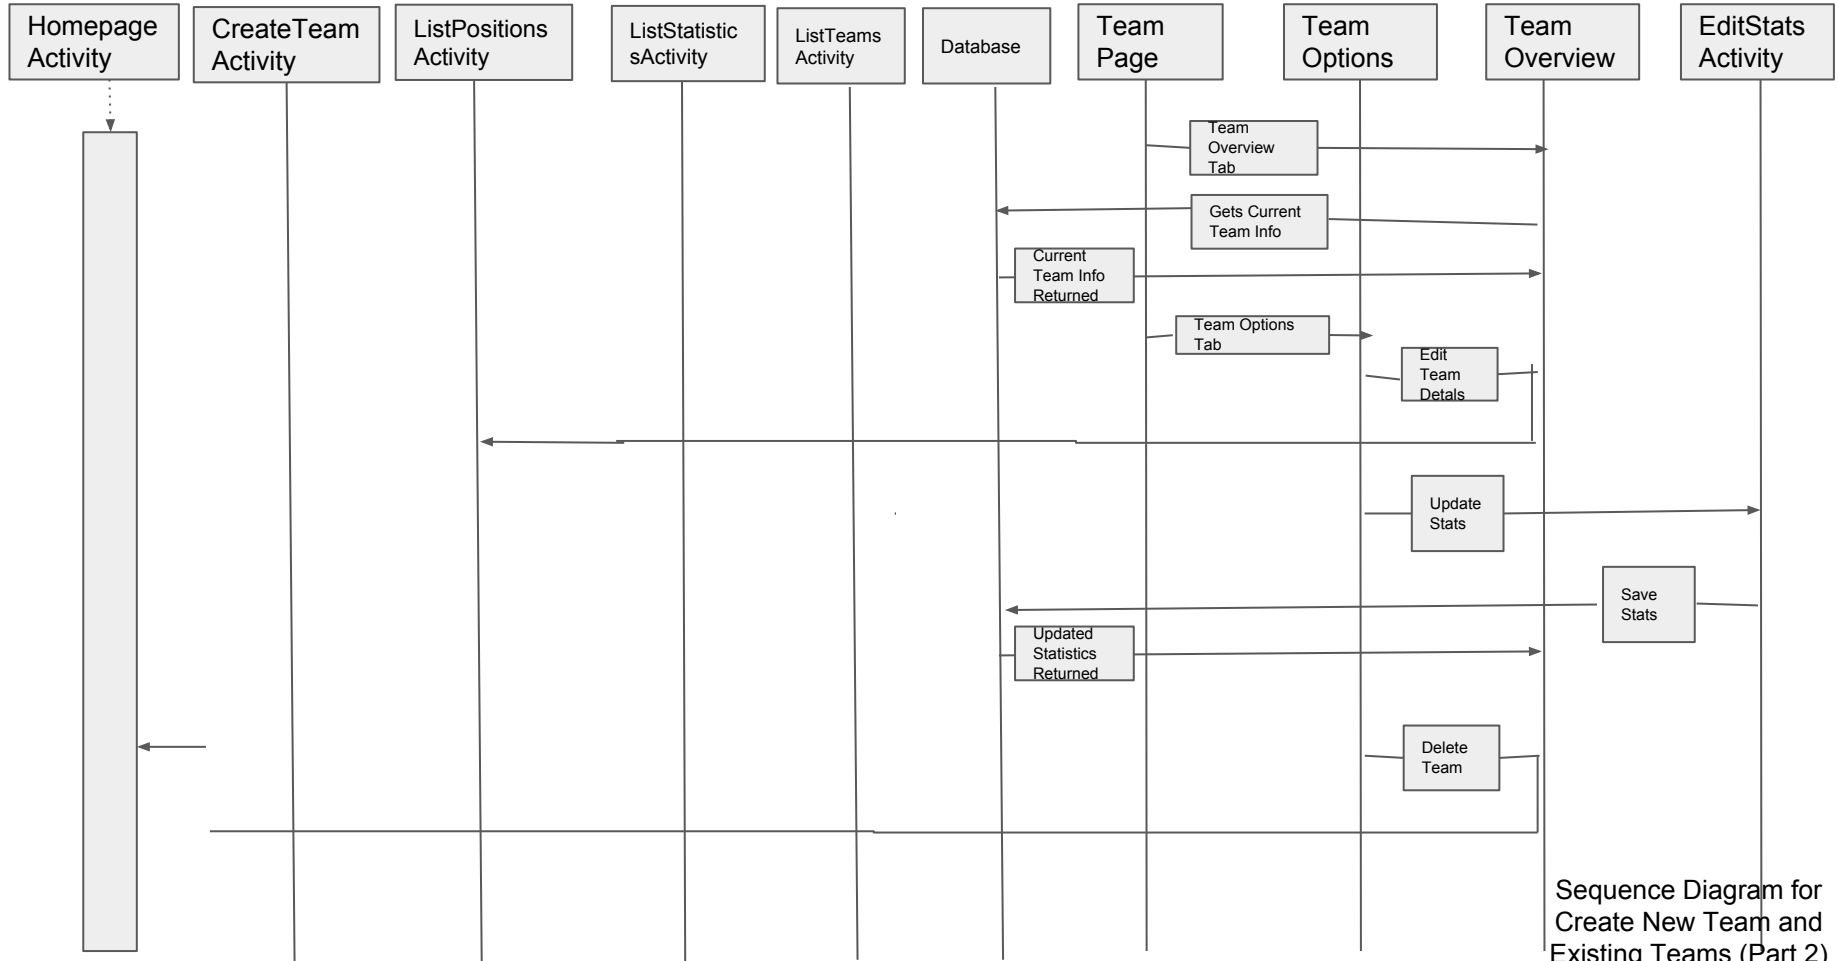 Homepage
Activity
CreateTeam
Activity
ListPositions
Activity
ListStatistic
sActivity
ListTeams
Activity
Database
Team
Page
Team
Options
Team
Overview
EditStats
Activity
Team
Overview
Tab
Gets Current
Team Info
Current
Team Info
Returned
Team Options
Tab
Edit
Team
Detals
Update
Stats
Save
Stats
Updated
Statistics
Returned
Delete
Team
Sequence Diagram for
Create New Team and
Existing Teams (Part 2)